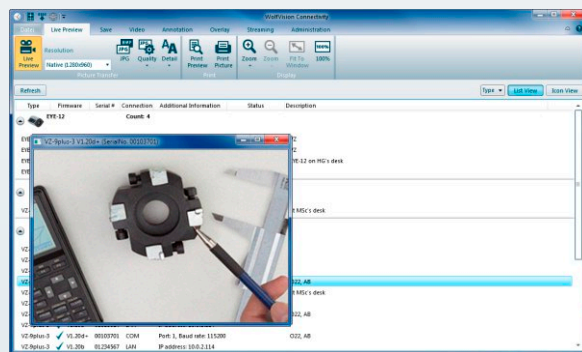 WolfVision Connectivity
Live Preview Save Video Annotation Overlay Streaming Administration
Live Preview
Resolution
Native (1280x960)
JPG Quality Detail
Print Preview
Print Picture
Zoom Zoom
Fit To Window
100%
Picture Transfer Print Display
Refresh
Type List View Icon View
Type Firmware Serial # Connection Additional Information Status Description
EYE-12 Count: 4
VZ-9plus-3 V1.20d+ (SerialNo. 00103701)
EYE-12 on HG's desk
MSc's desk
O22, AB
MSc's desk
O22, AB
VZ-9plus-3 V1.20d+ 00103701 COM Port: 1, Baud rate: 115200 O22, AB
VZ-9plus-3 V1.20b 01234567 LAN IP address: 10.0.2.114